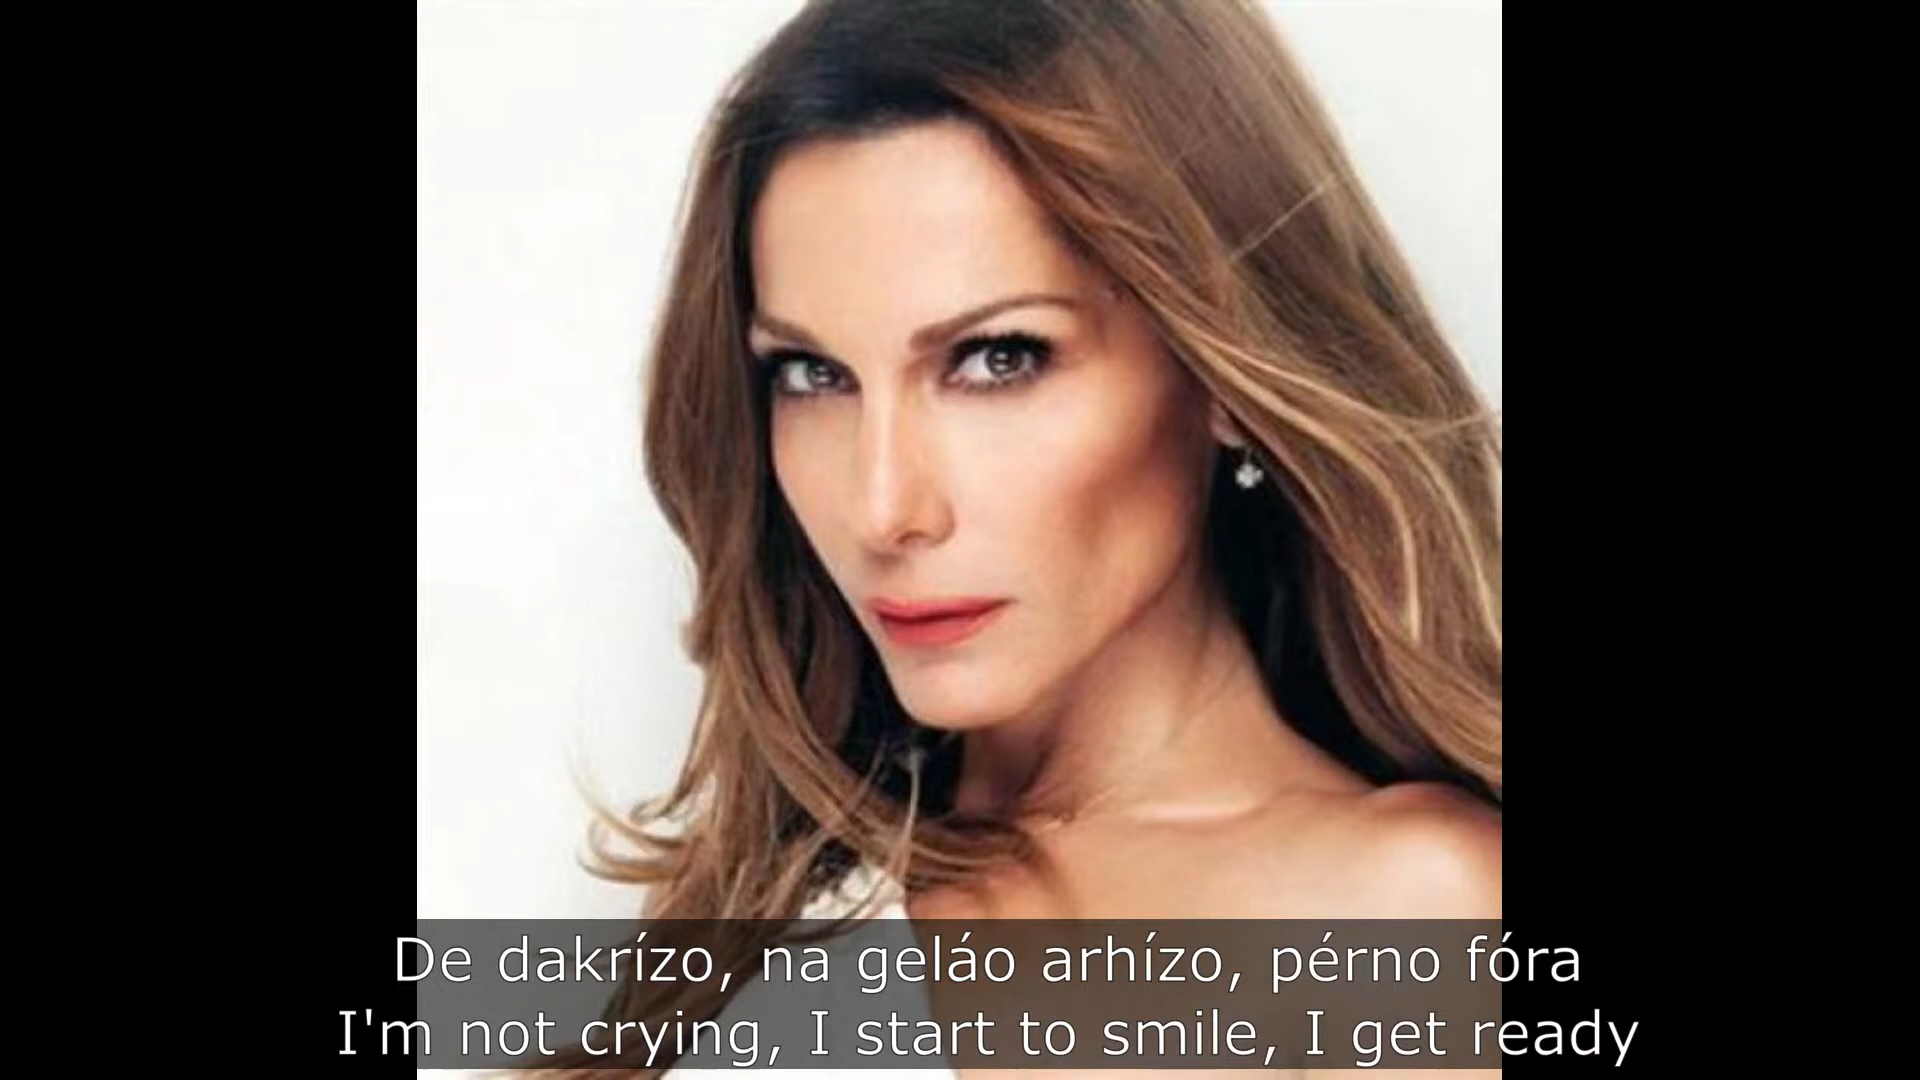 De dakrízo, na geláo arhízo, pérno fóra
I'm not crying, I start to smile, I get ready